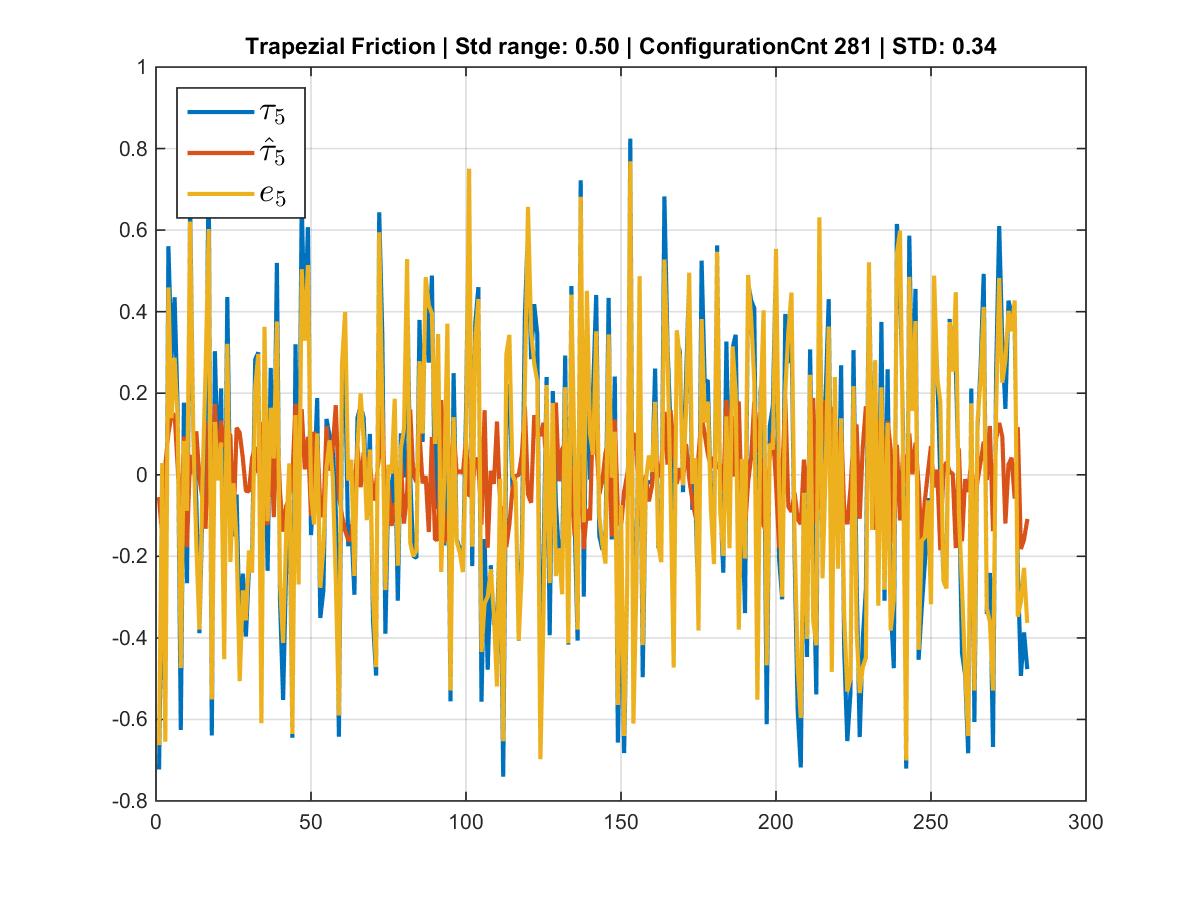 Trapezial Friction | Std range: 0.50 | ConfigurationCnt 281 | STD: 0.34
1
0.8
0.6
0.4
0.2
0
-0.2
-0.4
-0.6
-0.8
τ₅
τ̂₅
e₅
0 50 100 150 200 250 300